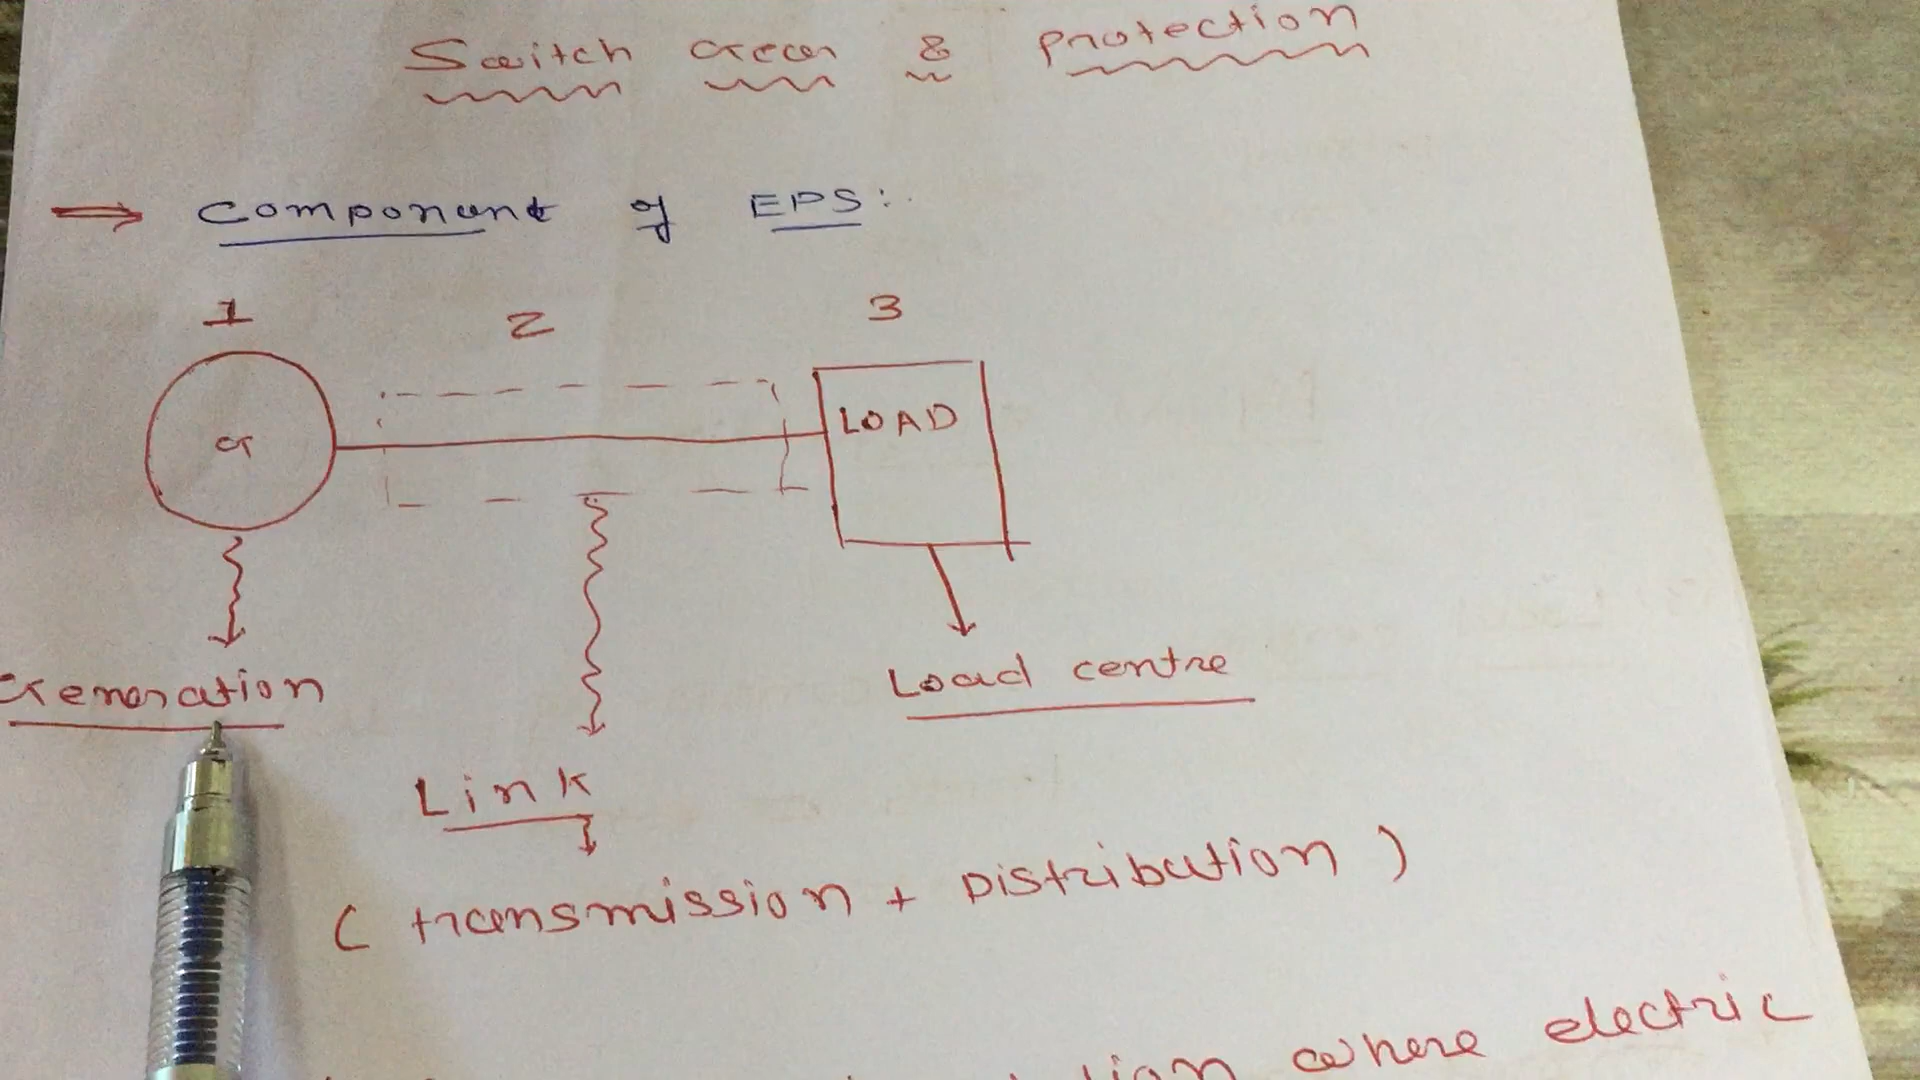 Switch Gear & protection
Component of EPS:
1 2 3
G
LOAD
Generation
Load centre
Link
( transmission + Distribution )
where electric